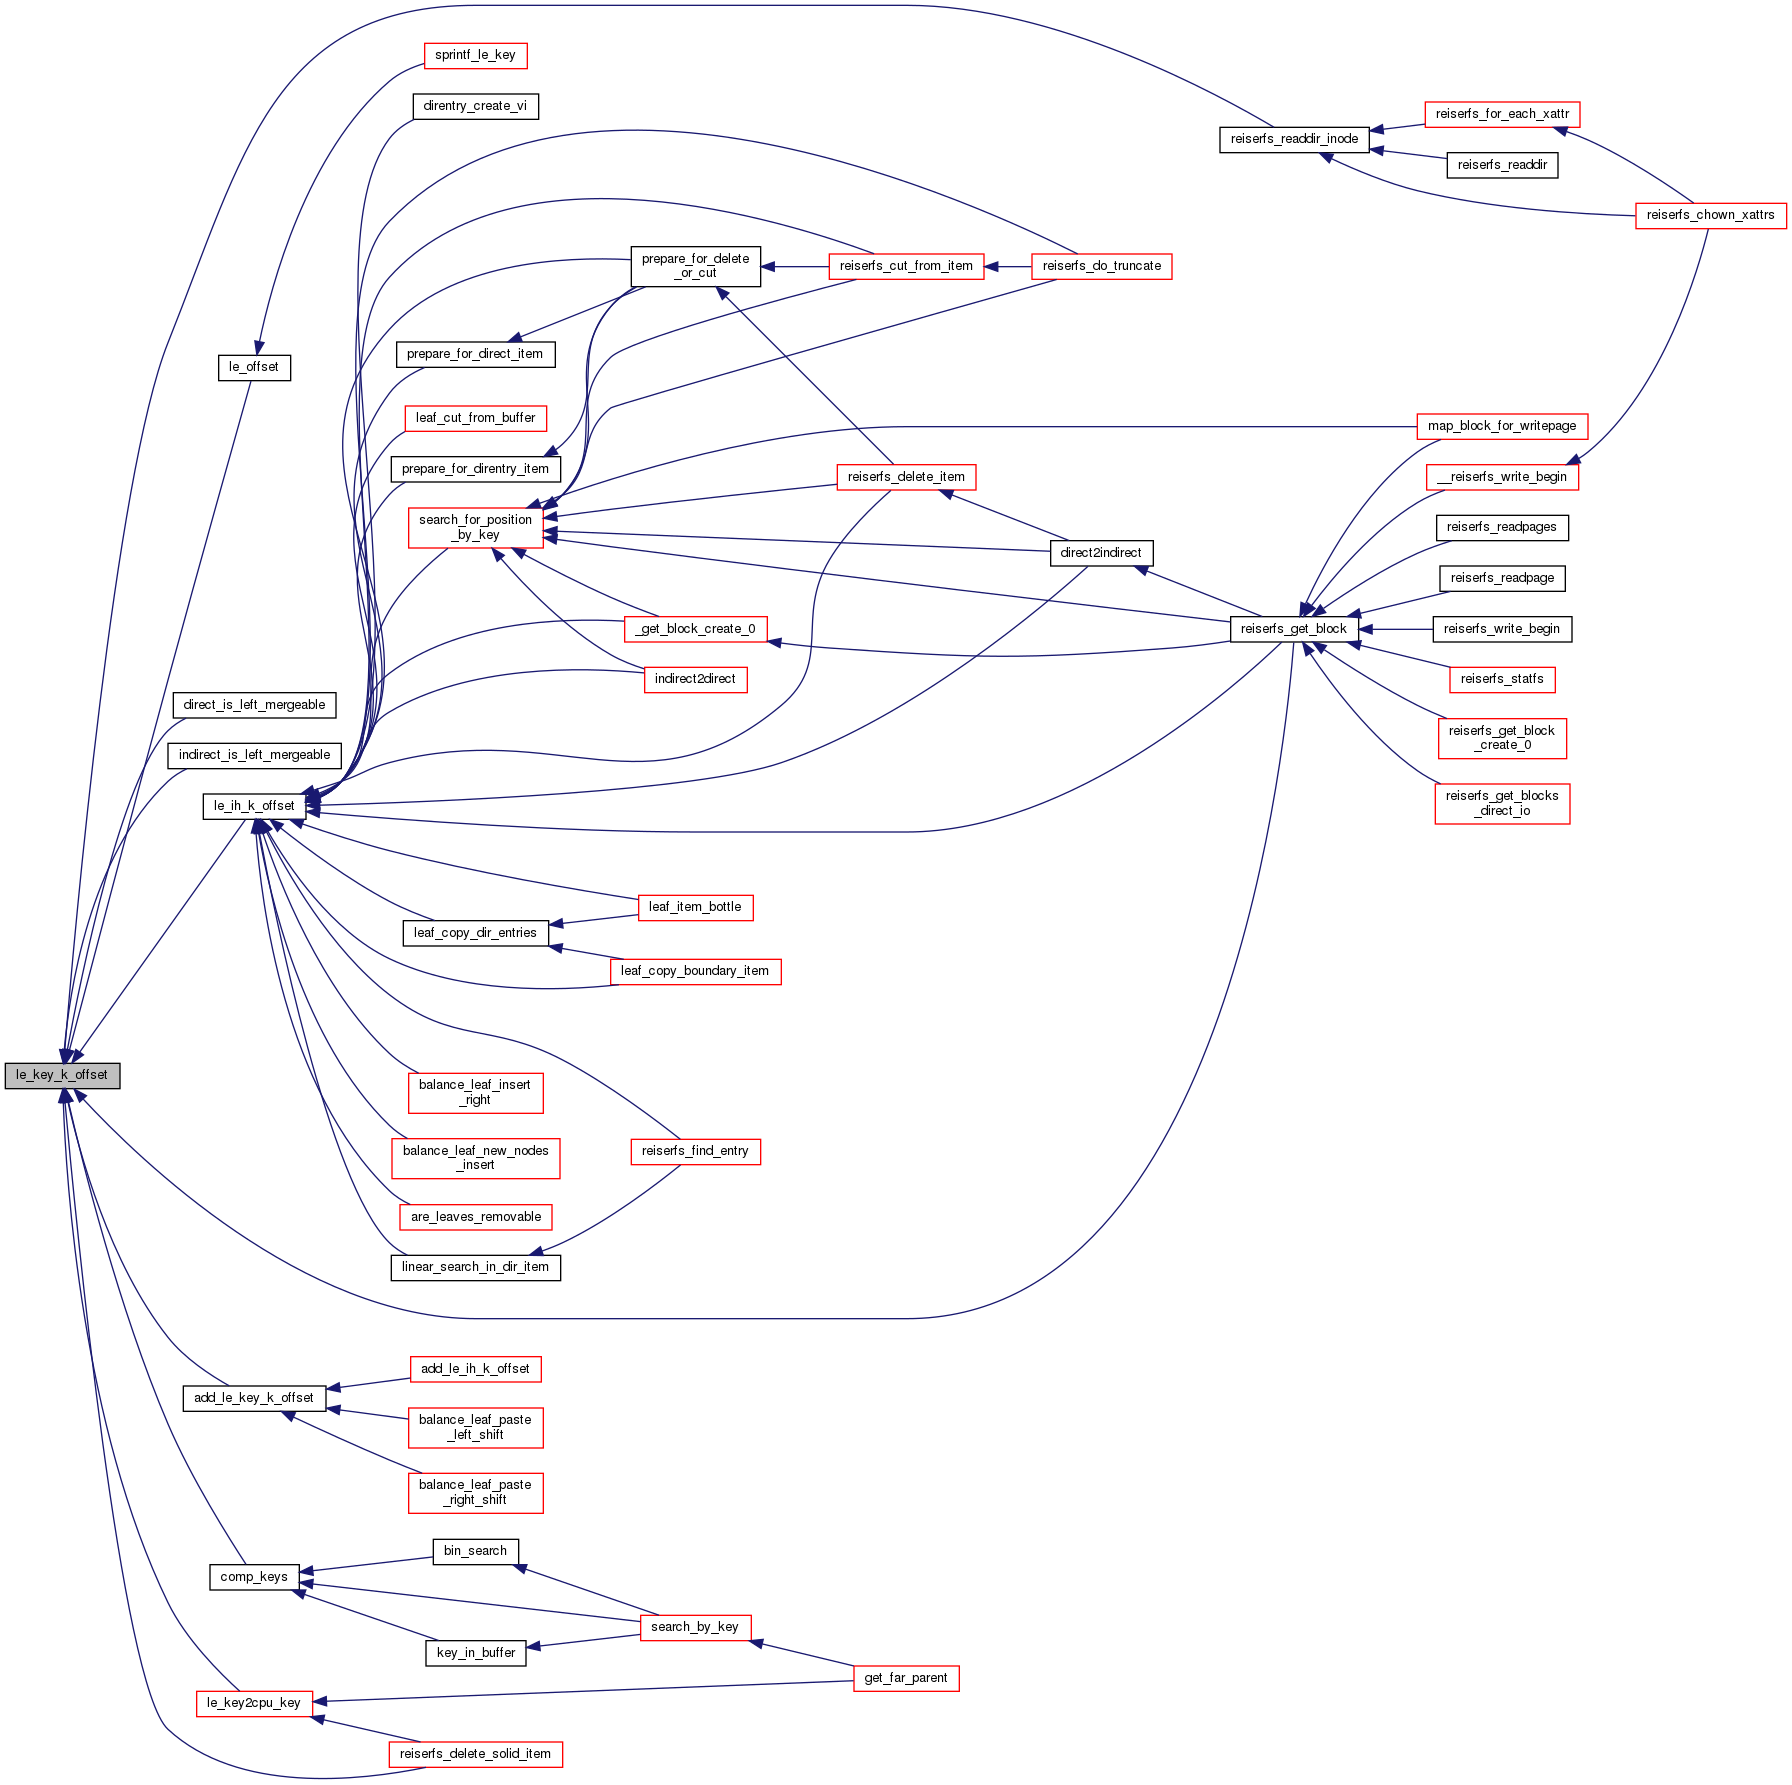 sprintf_le_key
direntry_create_vi
reiserfs_for_each_xattr
reiserfs_readdir_inode
reiserfs_readdir
reiserfs_chown_xattrs
prepare_for_delete
_or_cut
reiserfs_cut_from_item
reiserfs_do_truncate
le_offset
prepare_for_direct_item
leaf_cut_from_buffer
map_block_for_writepage
prepare_for_direntry_item
reiserfs_delete_item
__reiserfs_write_begin
search_for_position
_by_key
reiserfs_readpages
direct2indirect
reiserfs_readpage
_get_block_create_0
reiserfs_get_block
reiserfs_write_begin
indirect2direct
reiserfs_statfs
direct_is_left_mergeable
reiserfs_get_block
_create_0
indirect_is_left_mergeable
le_ih_k_offset
reiserfs_get_blocks
_direct_io
leaf_item_bottle
leaf_copy_dir_entries
leaf_copy_boundary_item
le_key_k_offset
balance_leaf_insert
_right
balance_leaf_new_nodes
_insert
reiserfs_find_entry
are_leaves_removable
linear_search_in_dir_item
add_le_ih_k_offset
add_le_key_k_offset
balance_leaf_paste
_left_shift
balance_leaf_paste
_right_shift
bin_search
comp_keys
search_by_key
key_in_buffer
get_far_parent
le_key2cpu_key
reiserfs_delete_solid_item